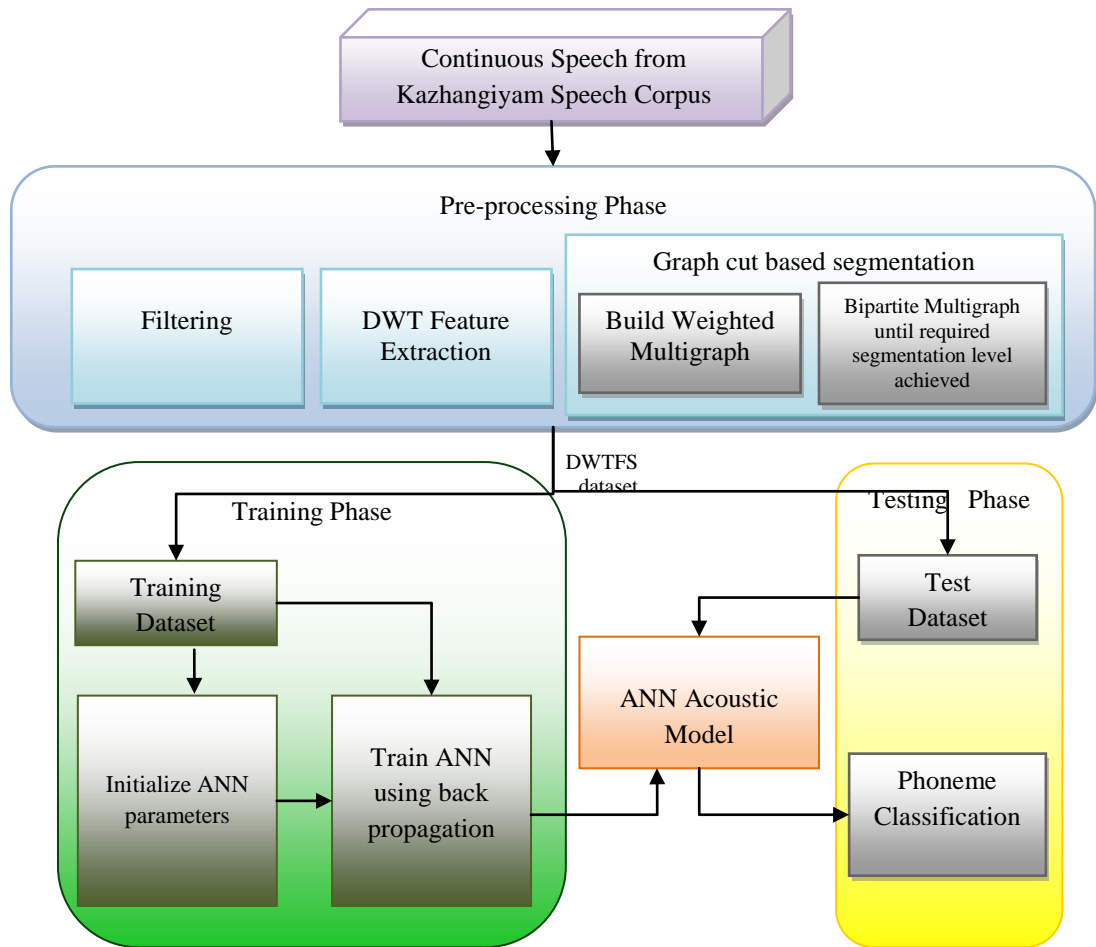 Continuous Speech from
Kazhangiyam Speech Corpus
Pre-processing Phase
Filtering
DWT Feature
Extraction
Graph cut based segmentation
Build Weighted
Multigraph
Bipartite Multigraph
until required
segmentation level
achieved
DWTFS
dataset
Training Phase
Testing Phase
Training
Dataset
Test
Dataset
Initialize ANN
parameters
Train ANN
using back
propagation
ANN Acoustic
Model
Phoneme
Classification